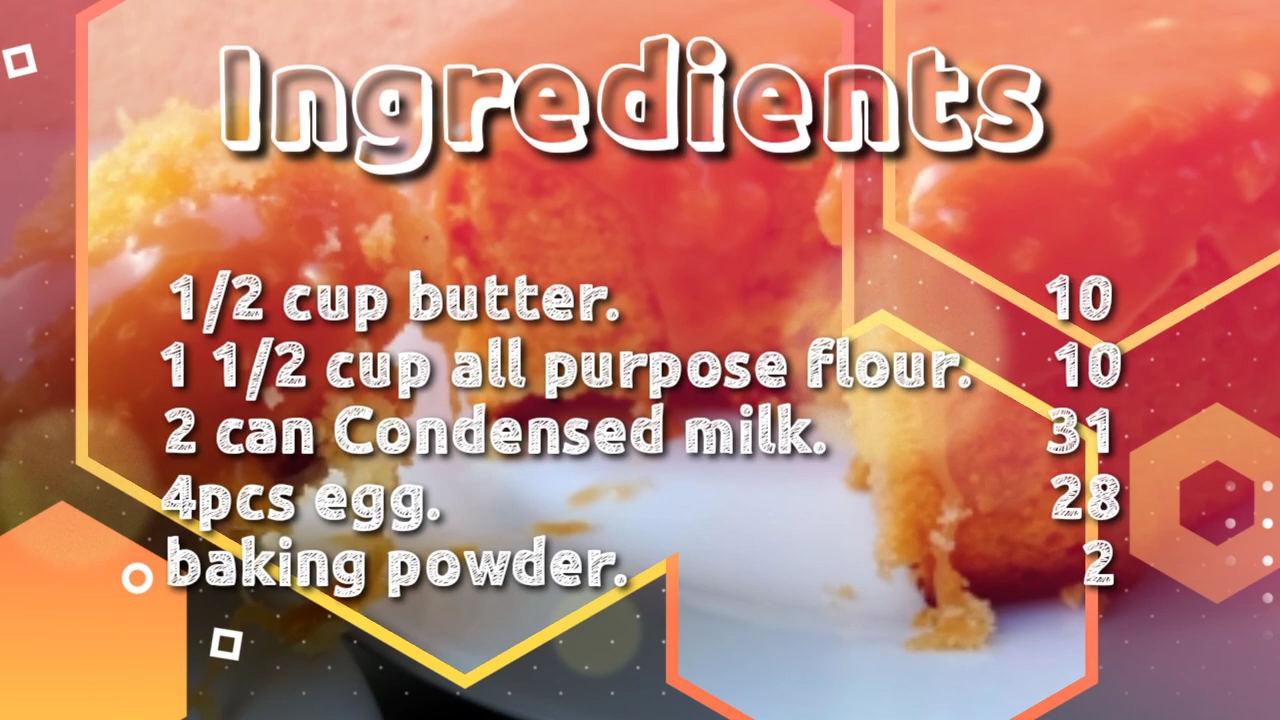 Ingredients
1/2 cup butter. 10
1 1/2 cup all purpose flour. 10
2 can Condensed milk. 31
4pcs egg. 28
baking powder. 2